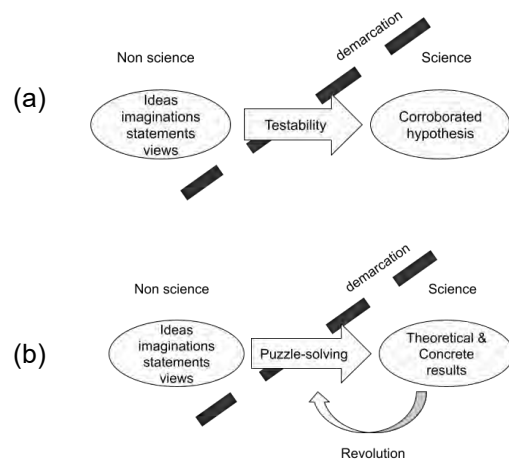 demarcation
Non science
Science
(a)
Ideas
imaginations
statements
views
Testability
Corroborated
hypothesis
demarcation
Non science
Science
(b)
Ideas
imaginations
statements
views
Puzzle-solving
Theoretical &
Concrete
results
Revolution